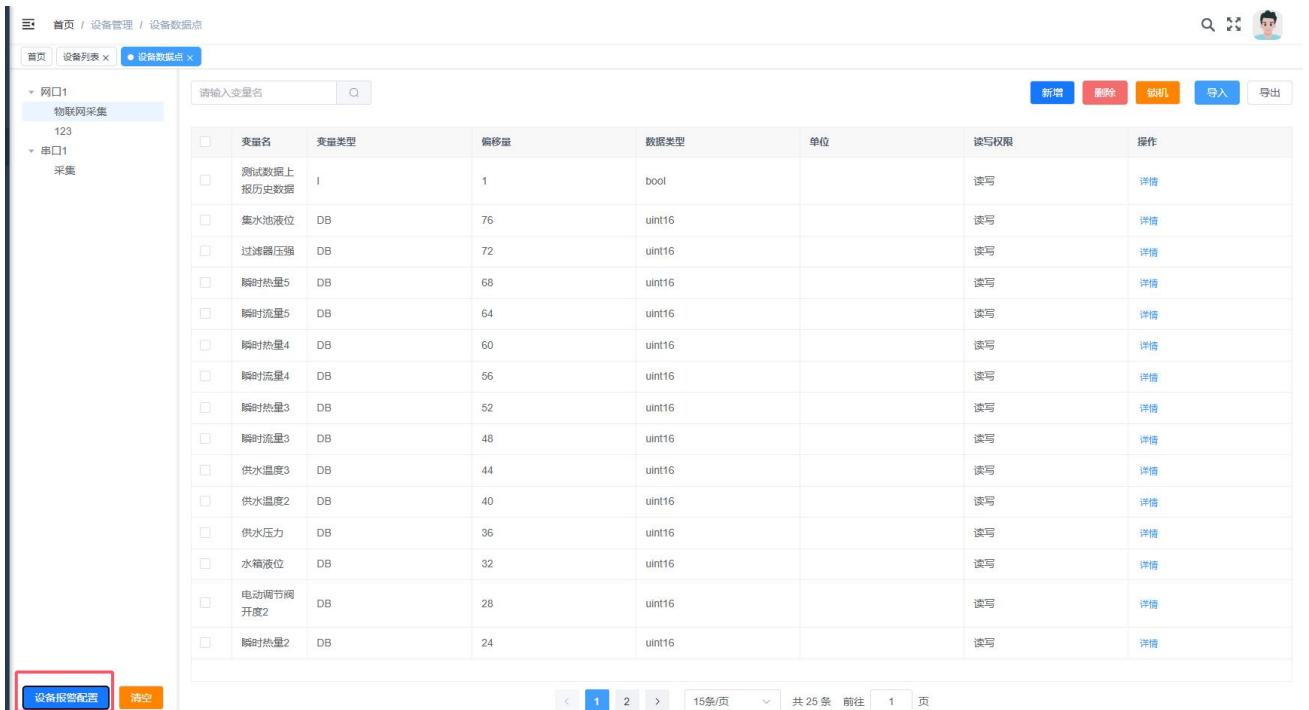 首页 / 设备管理 / 设备数据点
首页 设备列表 × 设备数据点 ×
网口1
物联网采集
123
串口1
采集
设备报警配置 清空
请输入变量名
新增 删除 锁机 导入 导出
变量名 变量类型 偏移量 数据类型 单位 读写权限 操作
测试数据上
报历史数据 I 1 bool 读写 详情
集水池液位 DB 76 uint16 读写 详情
过滤器压强 DB 72 uint16 读写 详情
瞬时热量5 DB 68 uint16 读写 详情
瞬时流量5 DB 64 uint16 读写 详情
瞬时热量4 DB 60 uint16 读写 详情
瞬时流量4 DB 56 uint16 读写 详情
瞬时热量3 DB 52 uint16 读写 详情
瞬时流量3 DB 48 uint16 读写 详情
供水温度3 DB 44 uint16 读写 详情
供水温度2 DB 40 uint16 读写 详情
供水压力 DB 36 uint16 读写 详情
水箱液位 DB 32 uint16 读写 详情
电动调节阀
开度2 DB 28 uint16 读写 详情
瞬时热量2 DB 24 uint16 读写 详情
< 1 2 > 15条/页 共 25 条 前往 1 页